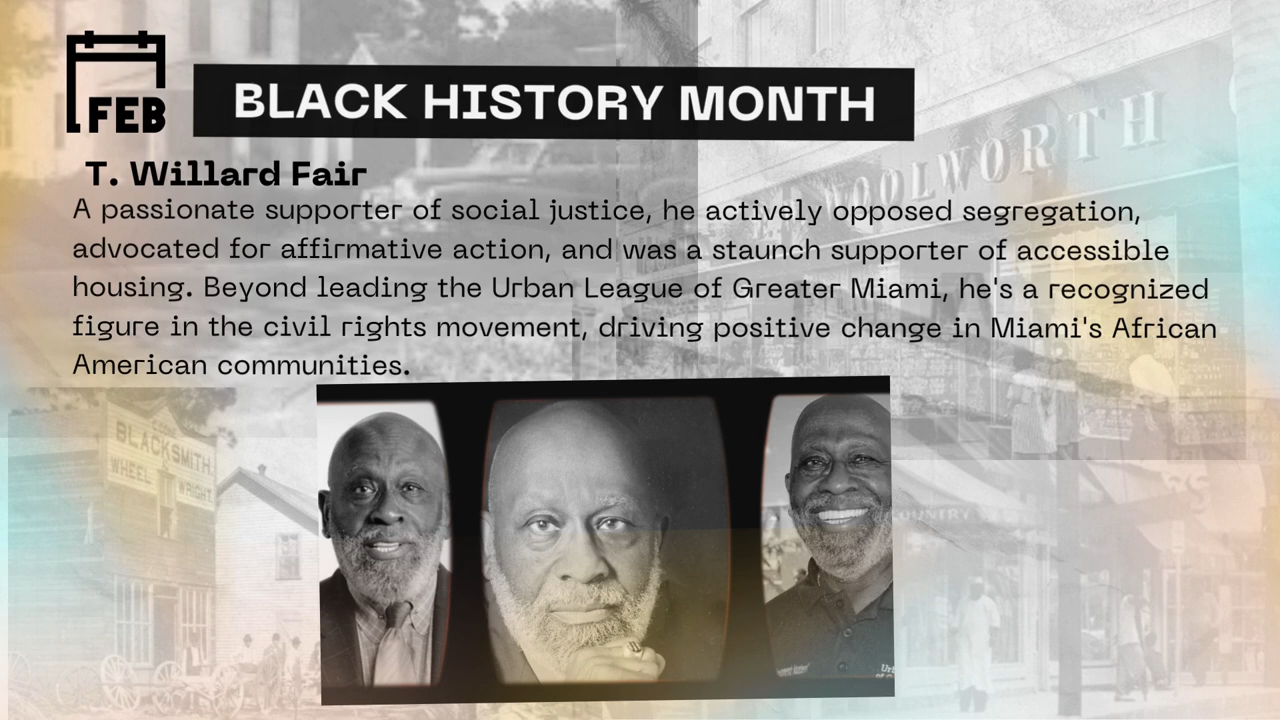 FEB
BLACK HISTORY MONTH
T. Willard Fair
A passionate supporter of social justice, he actively opposed segregation,
advocated for affirmative action, and was a staunch supporter of accessible
housing. Beyond leading the Urban League of Greater Miami, he's a recognized
figure in the civil rights movement, driving positive change in Miami's African
American communities.
WOOLWORTH
BLACKSMITH.
WHEEL WRIGHT.
COUNTRY